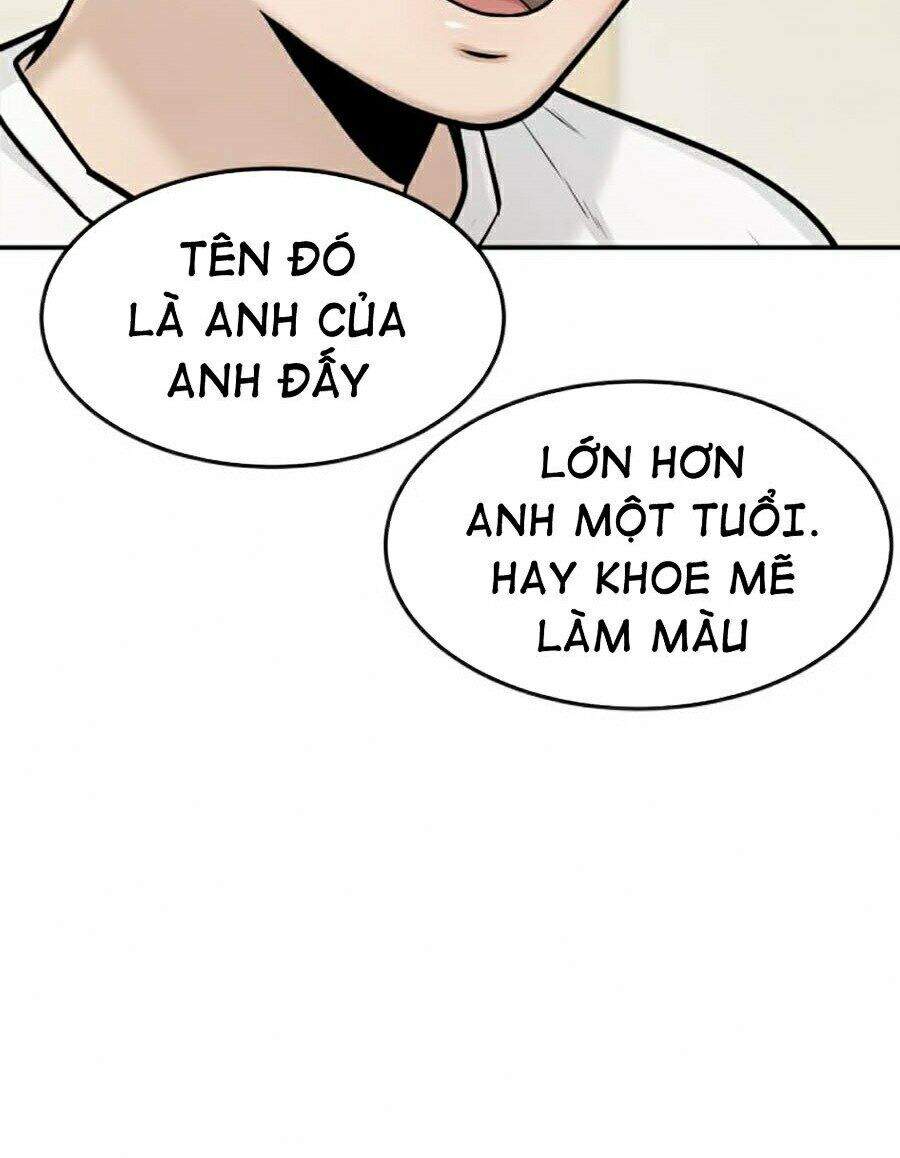 TÊN ĐÓ
LÀ ANH CỦA
ANH ĐẤY
LỚN HƠN
ANH MỘT TUỔI.
HAY KHOE MẼ
LÀM MÀU